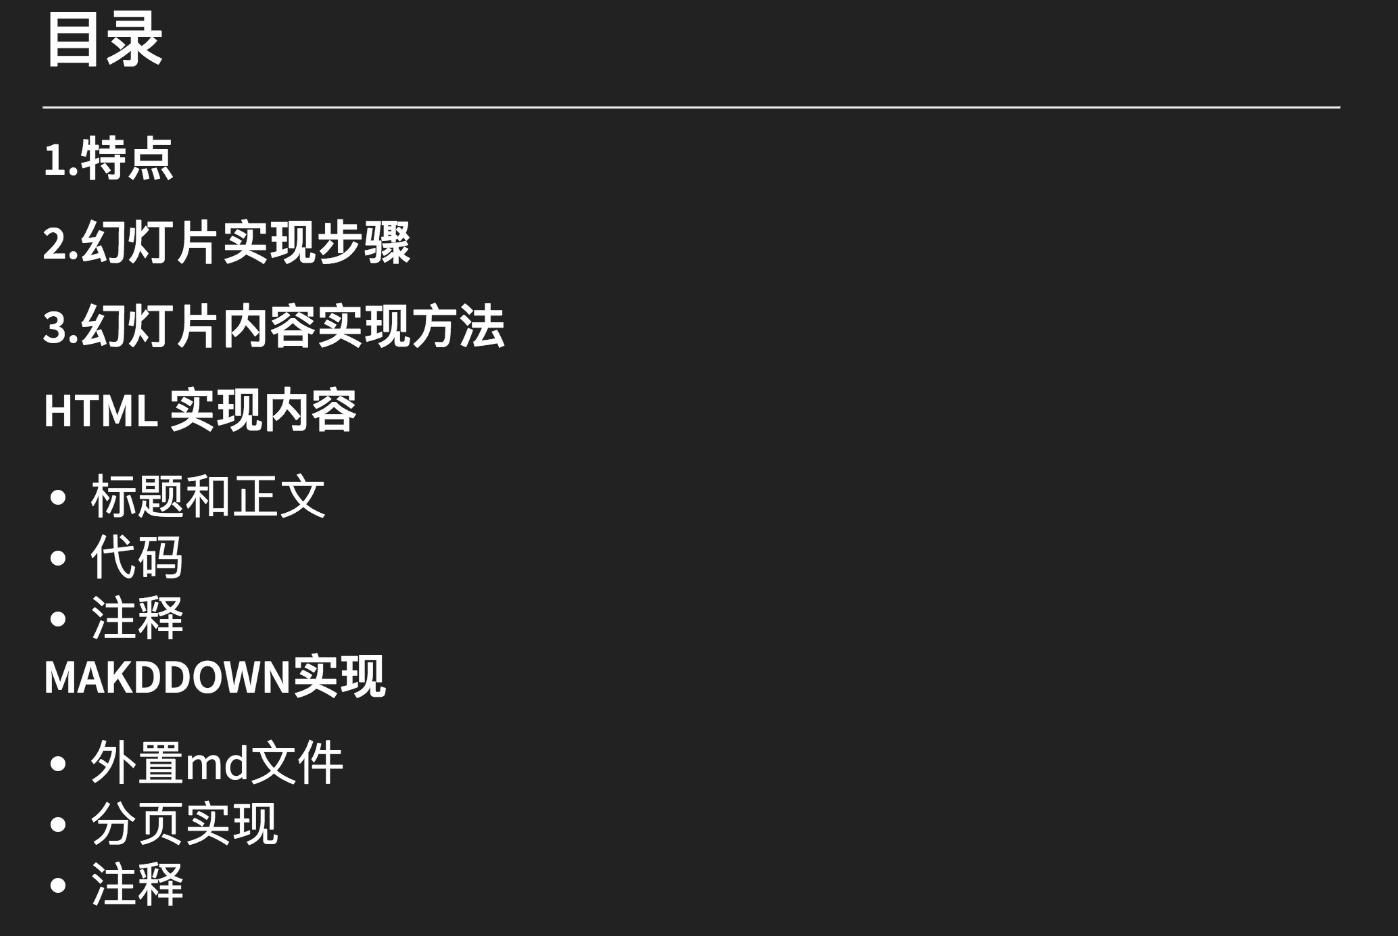 目录
1.特点
2.幻灯片实现步骤
3.幻灯片内容实现方法
HTML 实现内容
• 标题和正文
• 代码
• 注释
MAKDDOWN实现
• 外置md文件
• 分页实现
• 注释